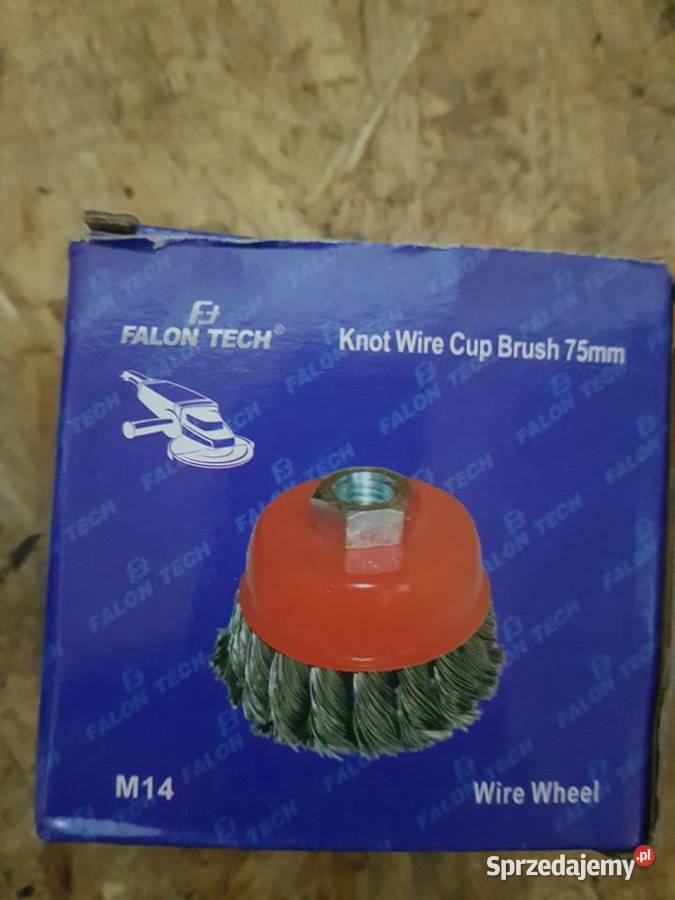 FALON TECH®
Knot Wire Cup Brush 75mm
M14
Wire Wheel
Sprzedajemy.pl